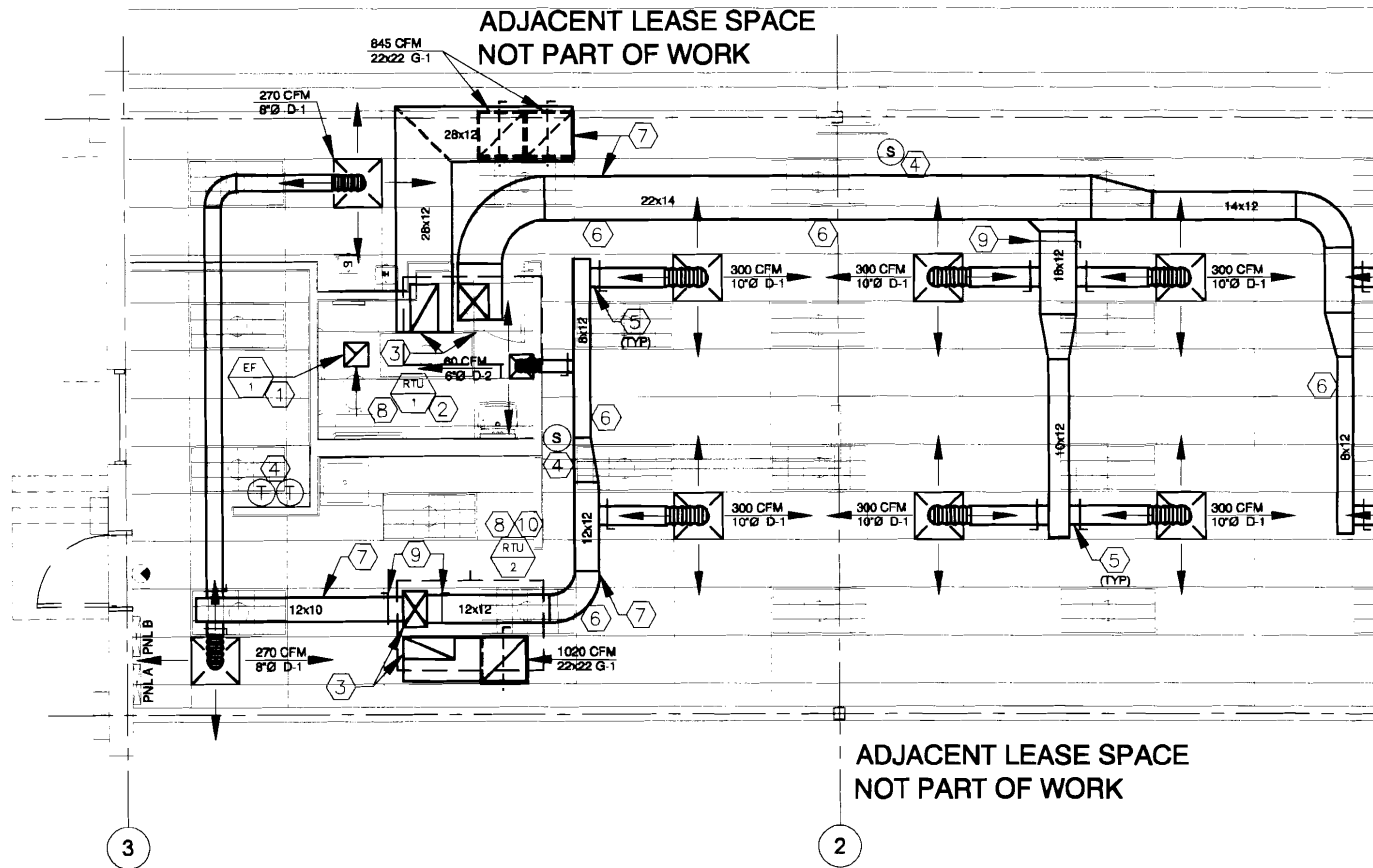 ADJACENT LEASE SPACE
NOT PART OF WORK
845 CFM
22x22 G-1
270 CFM
8"Ø D-1
28x12
7
S
4
28x12
22x14
14x12
6
6
9
18x12
300 CFM
10"Ø D-1
300 CFM
10"Ø D-1
300 CFM
10"Ø D-1
8x12
5
(TYP)
3
60 CFM
6"Ø D-2
EF
1
1
8
RTU
1
2
6
6
10x12
8x12
S
4
4
T
T
8
10
RTU
2
12x12
300 CFM
10"Ø D-1
300 CFM
10"Ø D-1
300 CFM
10"Ø D-1
5
(TYP)
7
9
12x10
12x12
6
7
PNL A
PNL B
270 CFM
8"Ø D-1
3
1020 CFM
22x22 G-1
ADJACENT LEASE SPACE
NOT PART OF WORK
3
2